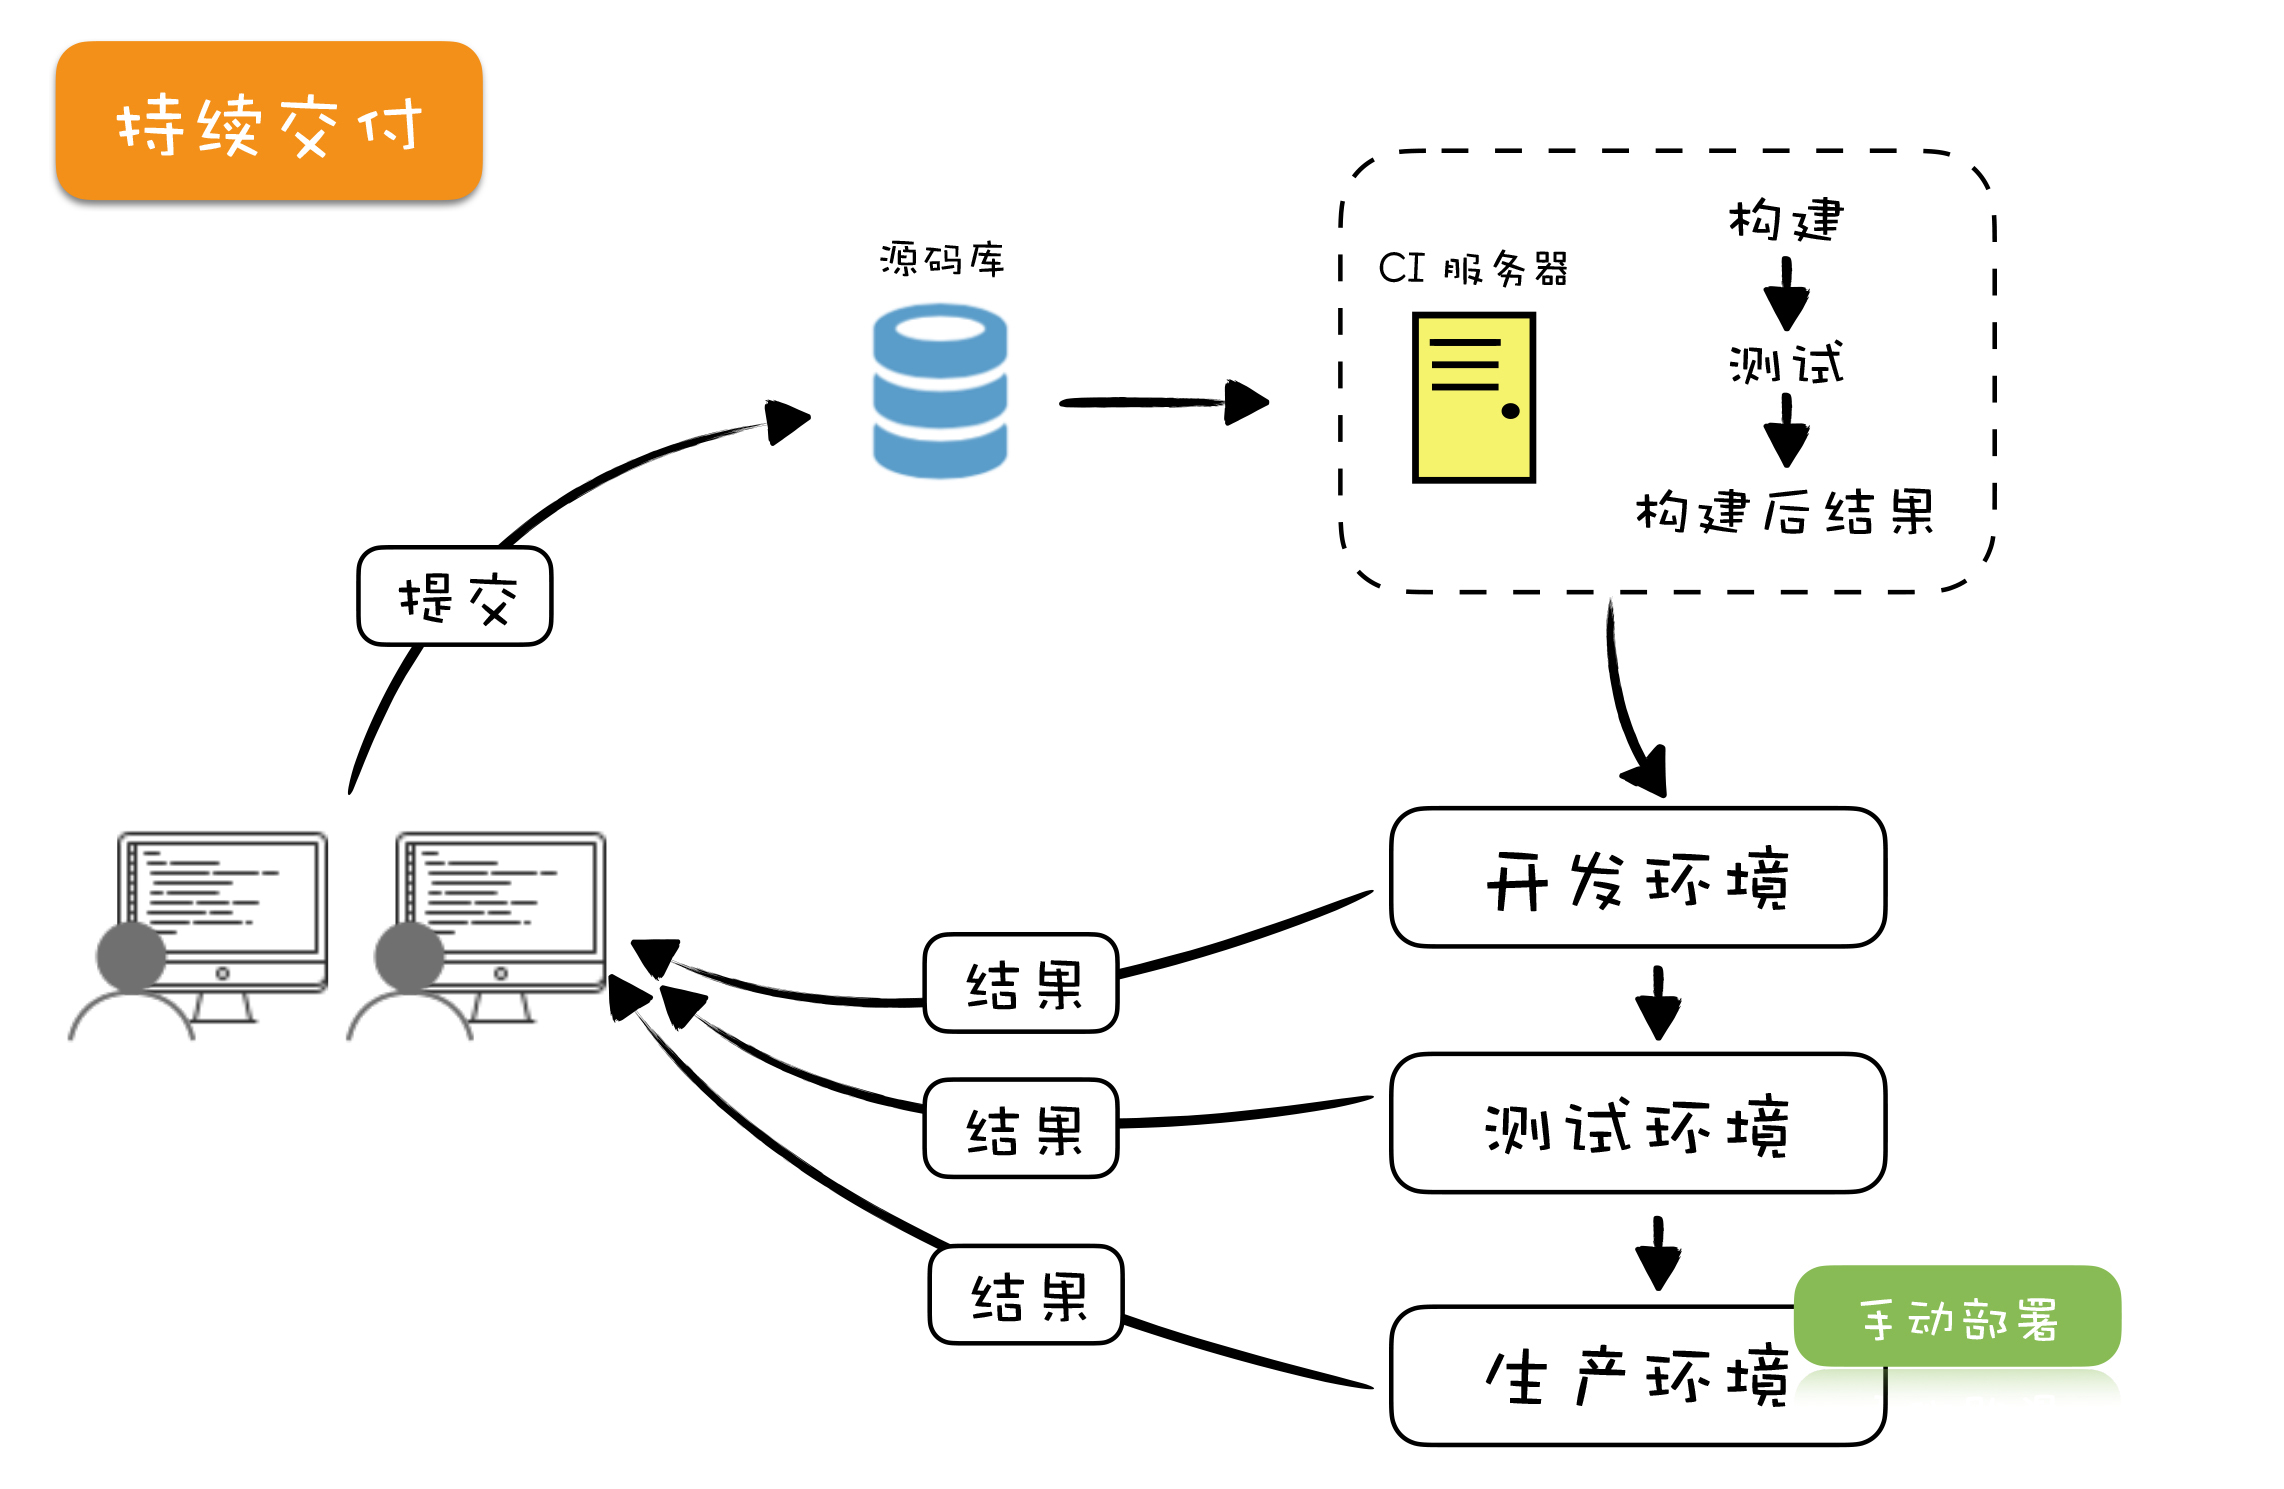 持续交付
源码库
CI 服务器
构建
测试
构建后结果
提交
开发环境
结果
测试环境
结果
生产环境
手动部署
结果